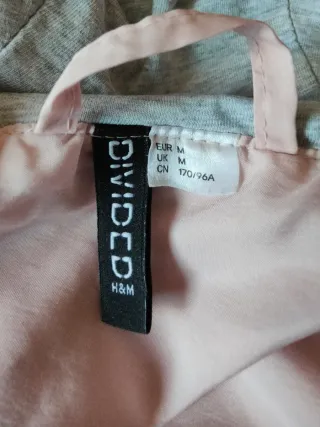 DIVIDED
H&M
EUR M
UK M
CN 170/96A